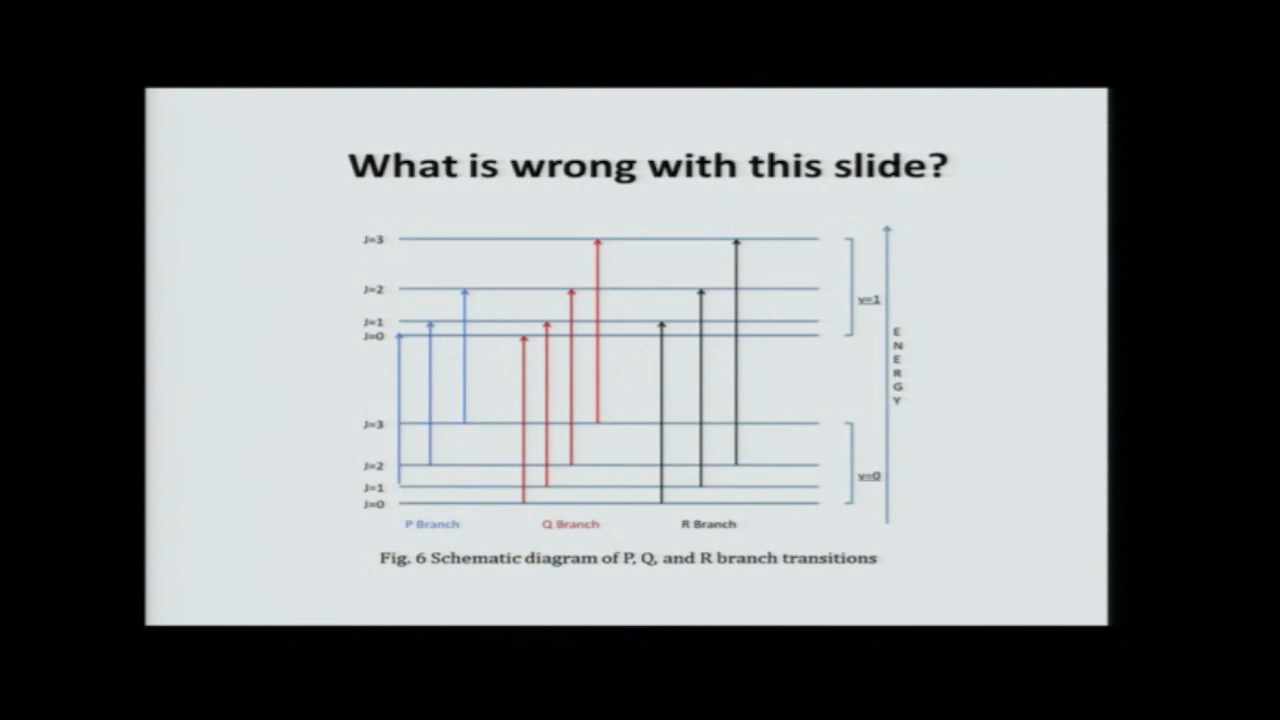 What is wrong with this slide?
J=3
J=2
J=1
J=0
v=1
ENERGY
J=3
J=2
J=1
J=0
v=0
P Branch
Q Branch
R Branch
Fig. 6 Schematic diagram of P, Q, and R branch transitions